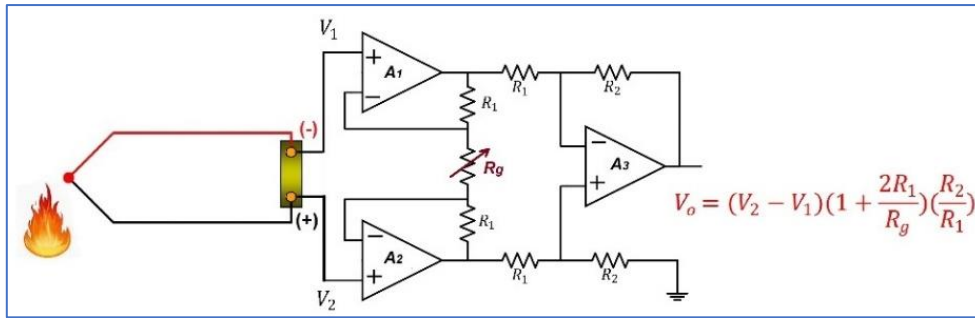 V₁
A₁
+
−
R₁
R₁
R₂
(-)
Rg
−
A₃
+
(+)
R₁
−
A₂
+
R₁
R₂
V₂
Vₒ = (V₂ − V₁)(1 + 2R₁/R_g)(R₂/R₁)